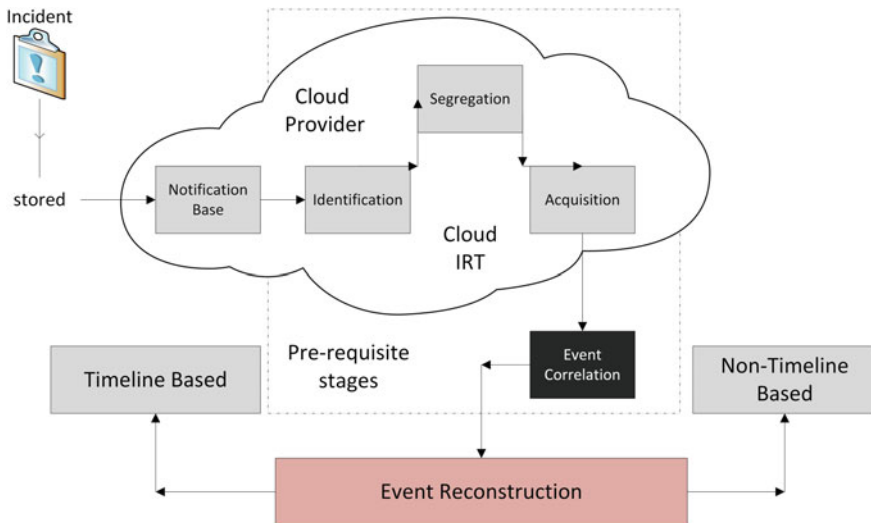 Incident
stored
Cloud
Provider
Segregation
Notification
Base
Identification
Acquisition
Cloud
IRT
Pre-requisite
stages
Event
Correlation
Timeline Based
Non-Timeline
Based
Event Reconstruction